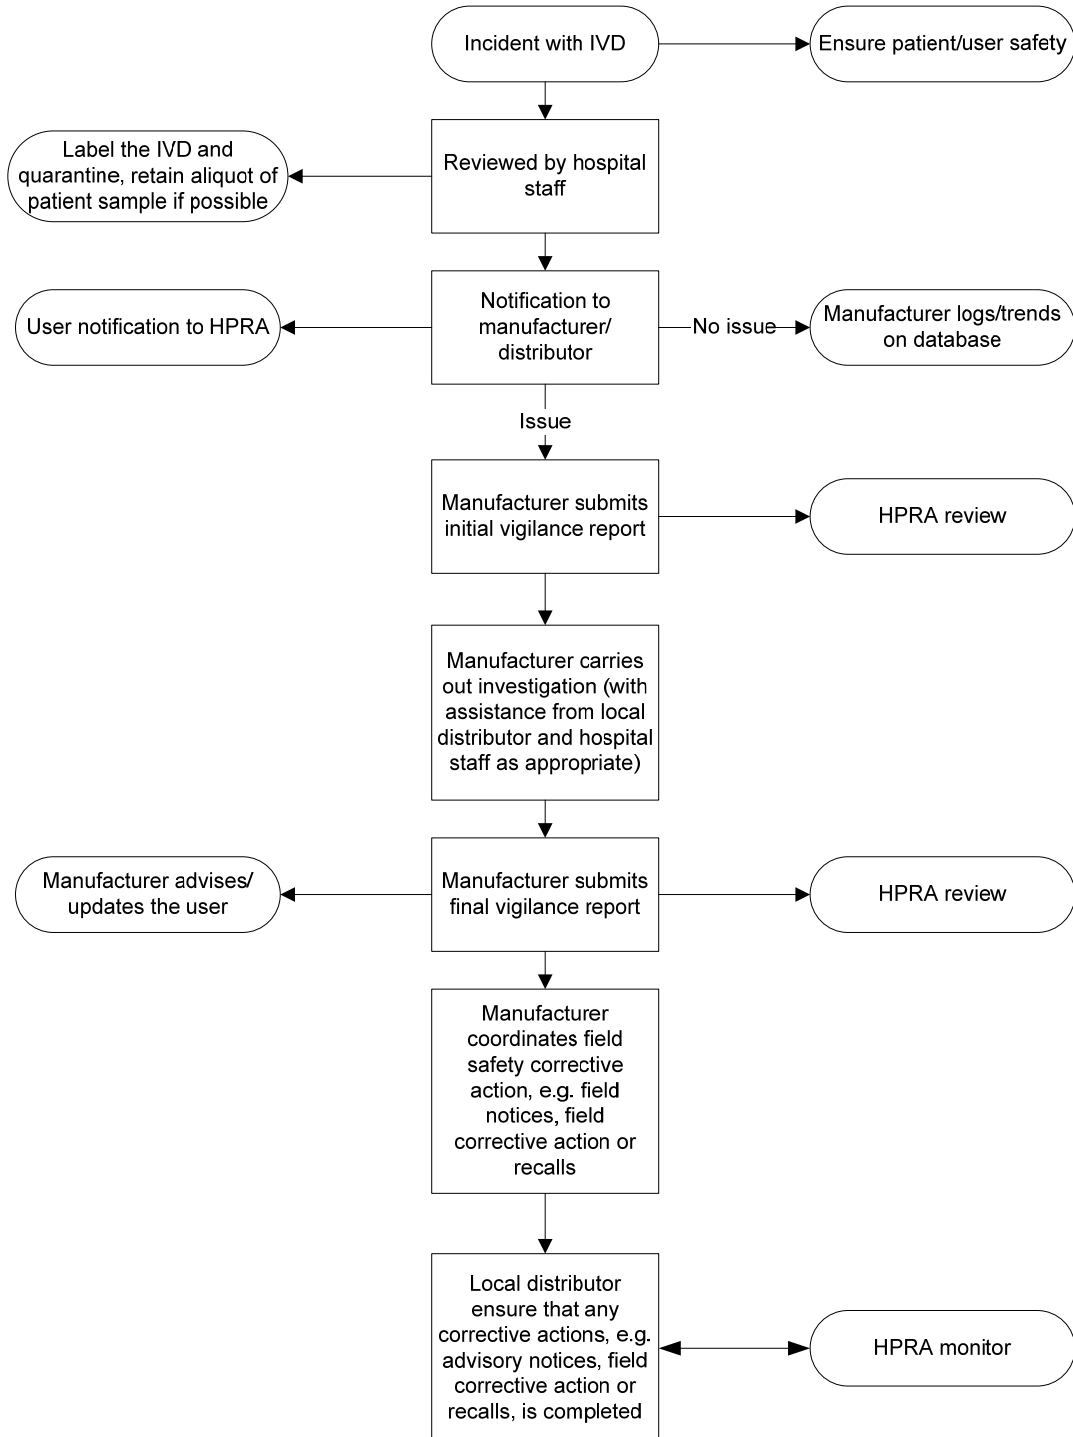 Incident with IVD
Ensure patient/user safety
Label the IVD and
quarantine, retain aliquot of
patient sample if possible
Reviewed by hospital
staff
User notification to HPRA
Notification to
manufacturer/
distributor
No issue
Manufacturer logs/trends
on database
Issue
Manufacturer submits
initial vigilance report
HPRA review
Manufacturer carries
out investigation (with
assistance from local
distributor and hospital
staff as appropriate)
Manufacturer advises/
updates the user
Manufacturer submits
final vigilance report
HPRA review
Manufacturer
coordinates field
safety corrective
action, e.g. field
notices, field
corrective action or
recalls
Local distributor
ensure that any
corrective actions, e.g.
advisory notices, field
corrective action or
recalls, is completed
HPRA monitor